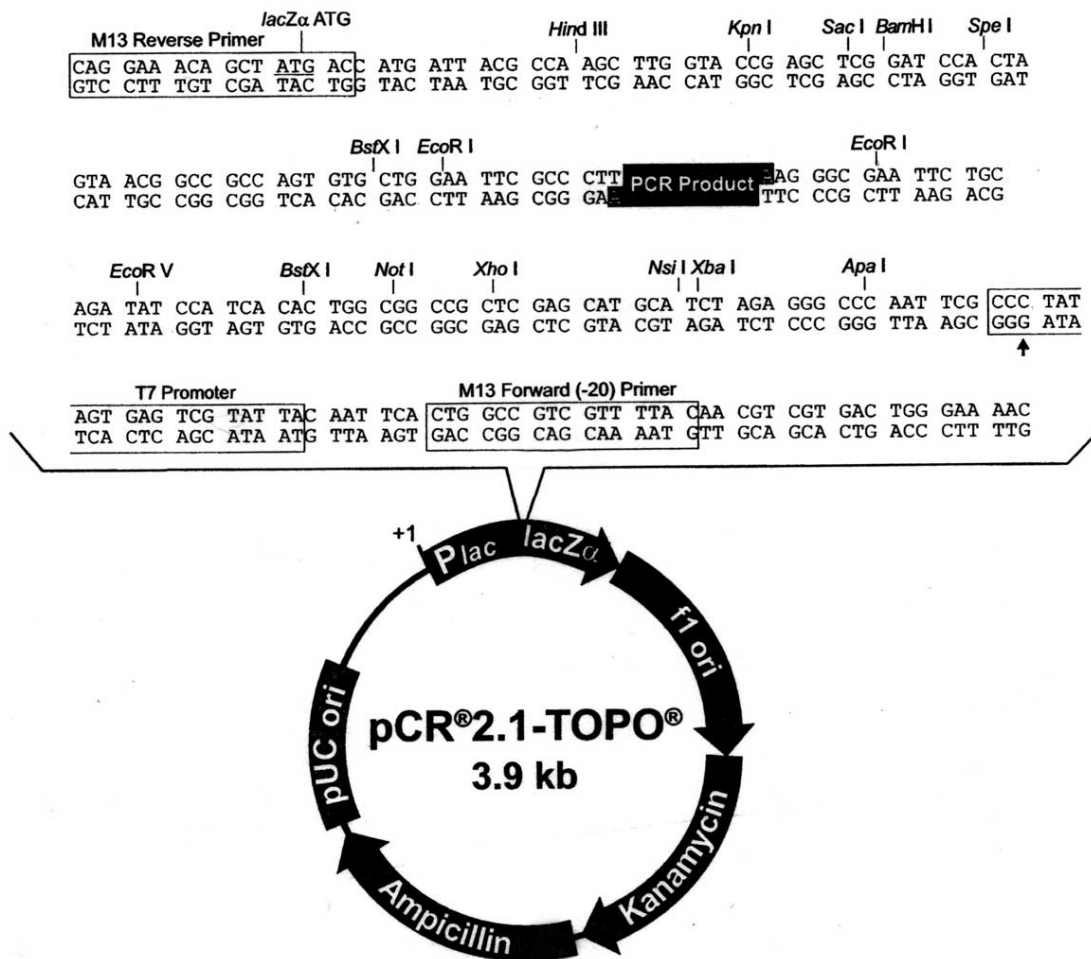 lacZα ATG
M13 Reverse Primer
Hind III Kpn I Sac I BamH I Spe I
CAG GAA ACA GCT ATG ACC ATG ATT ACG CCA AGC TTG GTA CCG AGC TCG GAT CCA CTA
GTC CTT TGT CGA TAC TGG TAC TAA TGC GGT TCG AAC CAT GGC TCG AGC CTA GGT GAT
BstX I EcoR I EcoR I
GTA ACG GCC GCC AGT GTG CTG GAA TTC GCC CTT PCR Product AG GGC GAA TTC TGC
CAT TGC CGG CGG TCA CAC GAC CTT AAG CGG GA TTC CCG CTT AAG ACG
EcoR V BstX I Not I Xho I Nsi I Xba I Apa I
AGA TAT CCA TCA CAC TGG CGG CCG CTC GAG CAT GCA TCT AGA GGG CCC AAT TCG CCC TAT
TCT ATA GGT AGT GTG ACC GCC GGC GAG CTC GTA CGT AGA TCT CCC GGG TTA AGC GGG ATA
T7 Promoter M13 Forward (-20) Primer
AGT GAG TCG TAT TAC AAT TCA CTG GCC GTC GTT TTA CAA CGT CGT GAC TGG GAA AAC
TCA CTC AGC ATA ATG TTA AGT GAC CGG CAG CAA AAT GTT GCA GCA CTG ACC CTT TTG
+1
Plac lacZα
f1 ori
pUC ori
pCR®2.1-TOPO®
3.9 kb
Kanamycin
Ampicillin